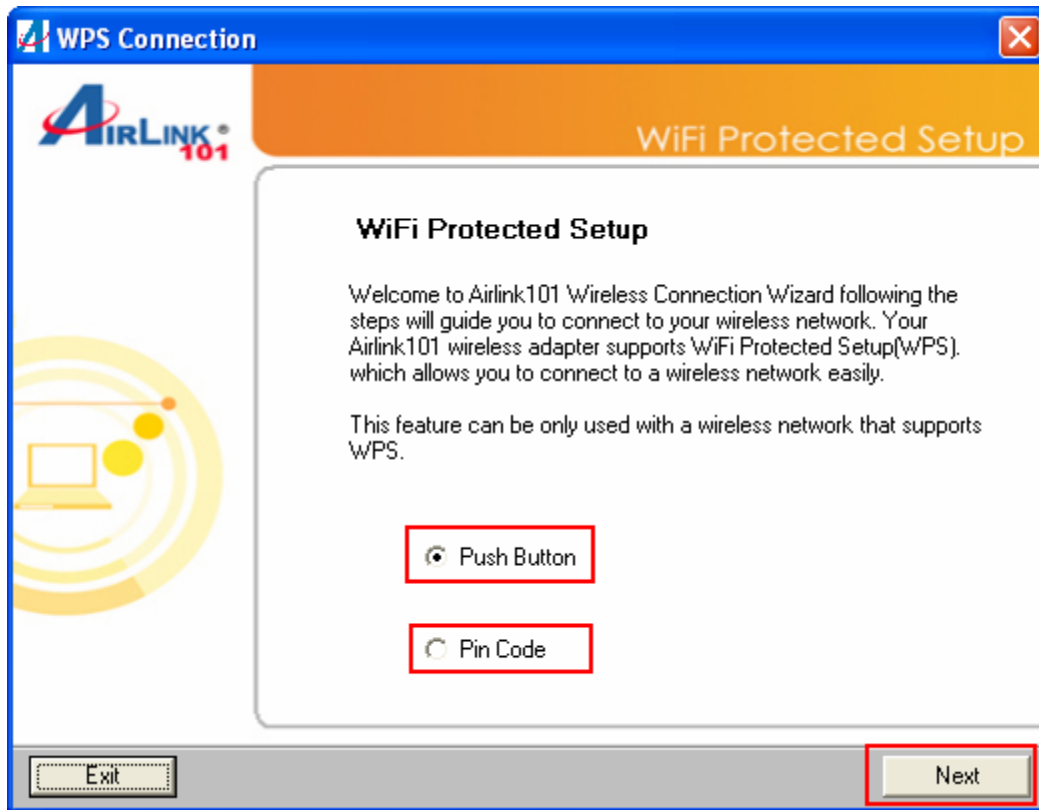 WPS Connection
AIRLINK®
101
WiFi Protected Setup
WiFi Protected Setup
Welcome to Airlink101 Wireless Connection Wizard following the
steps will guide you to connect to your wireless network. Your
Airlink101 wireless adapter supports WiFi Protected Setup(WPS).
which allows you to connect to a wireless network easily.
This feature can be only used with a wireless network that supports
WPS.
Push Button
Pin Code
Exit
Next